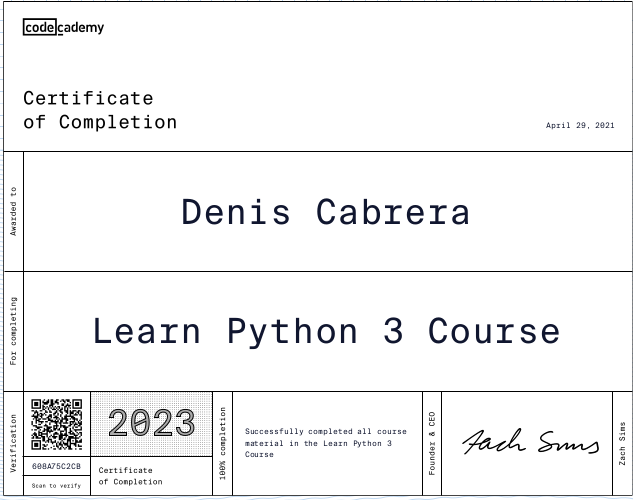 codecademy
Certificate
of Completion
April 29, 2021
Awarded to
Denis Cabrera
For completing
Learn Python 3 Course
Verification
608A75C2CB
Scan to verify
2023
Certificate
of Completion
100% completion
Successfully completed all course
material in the Learn Python 3
Course
Founder & CEO
Zach Sims
Zach Sims